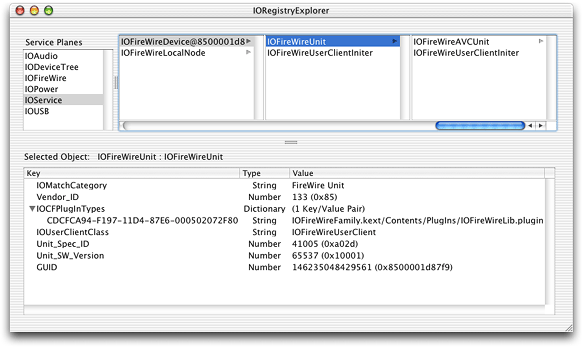 IORegistryExplorer
Service Planes
IOAudio
IODeviceTree
IOFireWire
IOPower
IOService
IOUSB
IOFireWireDevice@8500001d8
IOFireWireLocalNode
IOFireWireUnit
IOFireWireUserClientIniter
IOFireWireAVCUnit
IOFireWireUserClientIniter
Selected Object: IOFireWireUnit : IOFireWireUnit
Key Type Value
IOMatchCategory String FireWire Unit
Vendor_ID Number 133 (0x85)
IOCFPlugInTypes Dictionary (1 Key/Value Pair)
CDCFCA94-F197-11D4-87E6-000502072F80 String IOFireWireFamily.kext/Contents/PlugIns/IOFireWireLib.plugin
IOUserClientClass String IOFireWireUserClient
Unit_Spec_ID Number 41005 (0xa02d)
Unit_SW_Version Number 65537 (0x10001)
GUID Number 146235048429561 (0x8500001d87f9)